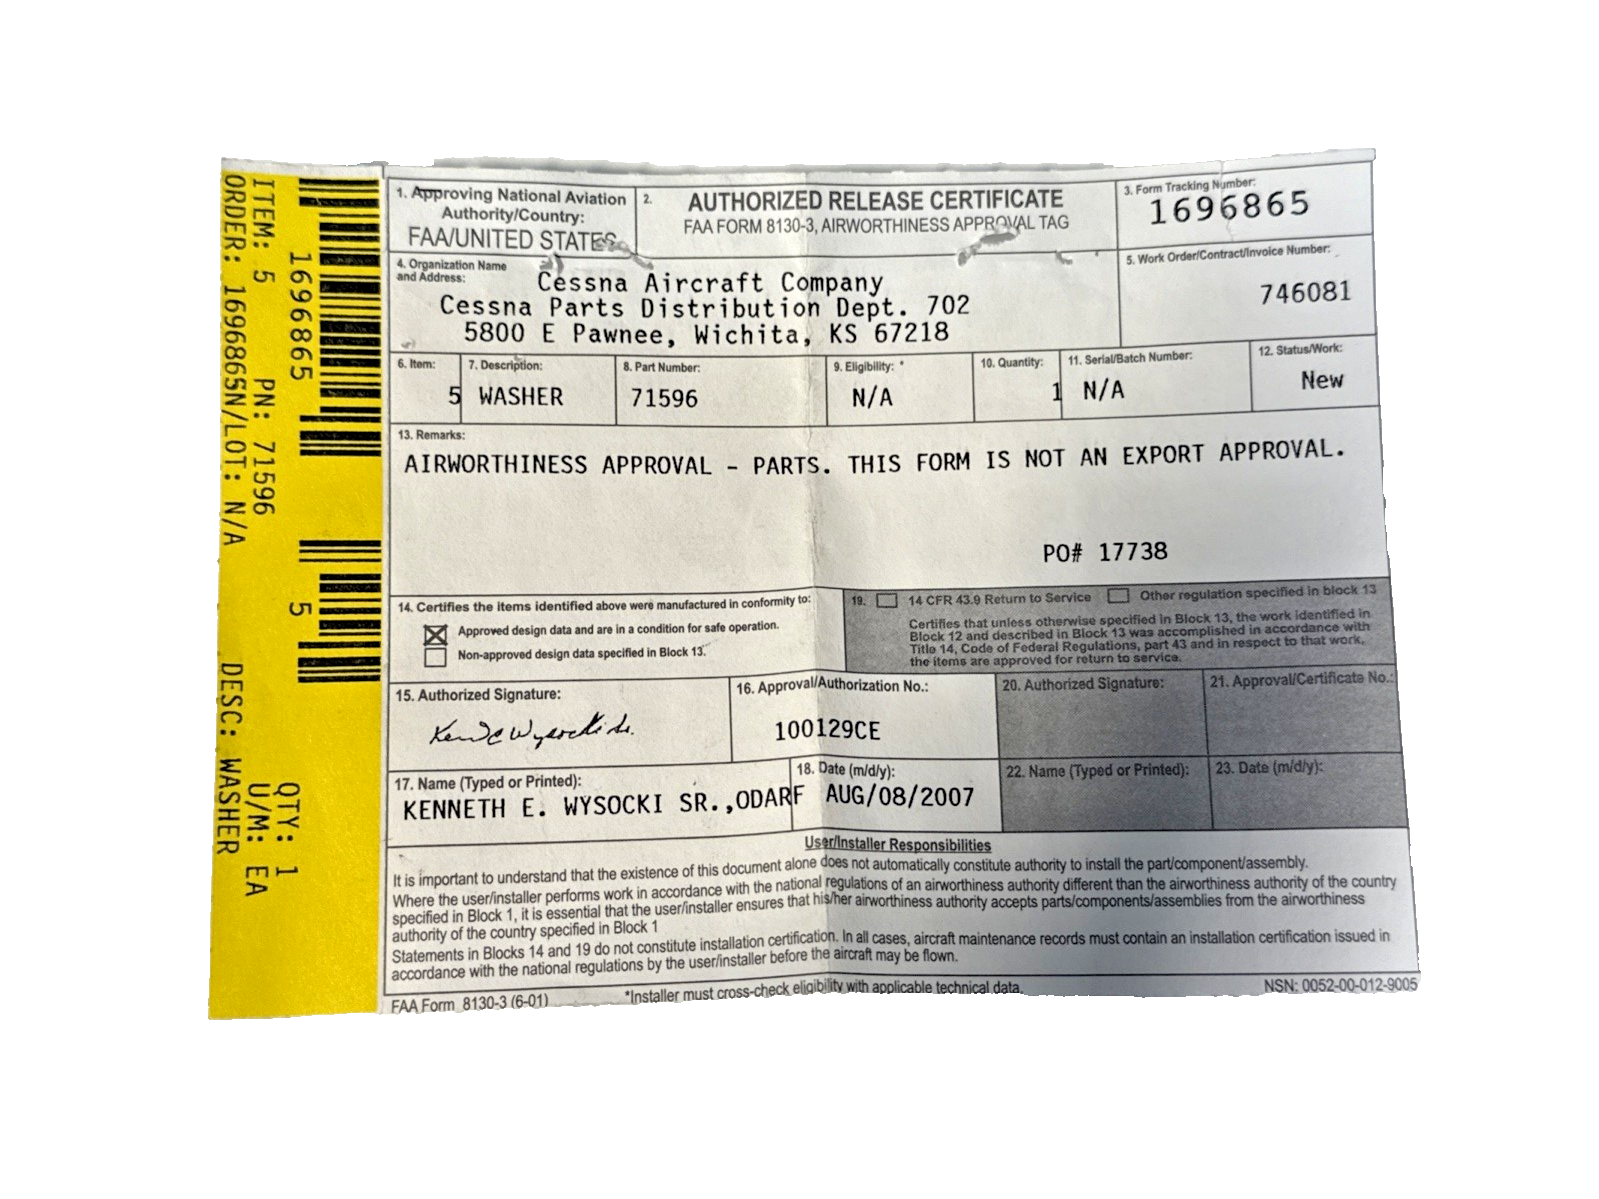 ITEM: 5 PN: 71596 QTY: 1
ORDER: 1696865SN/LOT: N/A DESC: WASHER U/M: EA
1696865 5
1. Approving National Aviation
Authority/Country:
FAA/UNITED STATES
2.
AUTHORIZED RELEASE CERTIFICATE
FAA FORM 8130-3, AIRWORTHINESS APPROVAL TAG
3. Form Tracking Number:
1696865
4. Organization Name
and Address:
Cessna Aircraft Company
Cessna Parts Distribution Dept. 702
5800 E Pawnee, Wichita, KS 67218
5. Work Order/Contract/Invoice Number:
746081
6. Item:
5
7. Description:
WASHER
8. Part Number:
71596
9. Eligibility: *
N/A
10. Quantity:
1
11. Serial/Batch Number:
N/A
12. Status/Work:
New
13. Remarks:
AIRWORTHINESS APPROVAL - PARTS. THIS FORM IS NOT AN EXPORT APPROVAL.
PO# 17738
14. Certifies the items identified above were manufactured in conformity to:
Approved design data and are in a condition for safe operation.
Non-approved design data specified in Block 13.
19. 14 CFR 43.9 Return to Service Other regulation specified in block 13
Certifies that unless otherwise specified in Block 13, the work identified in
Block 12 and described in Block 13 was accomplished in accordance with
Title 14, Code of Federal Regulations, part 43 and in respect to that work,
the items are approved for return to service.
15. Authorized Signature:
16. Approval/Authorization No.:
100129CE
20. Authorized Signature:
21. Approval/Certificate No.:
17. Name (Typed or Printed):
KENNETH E. WYSOCKI SR.,ODARF
18. Date (m/d/y):
AUG/08/2007
22. Name (Typed or Printed):
23. Date (m/d/y):
User/Installer Responsibilities
It is important to understand that the existence of this document alone does not automatically constitute authority to install the part/component/assembly.
Where the user/installer performs work in accordance with the national regulations of an airworthiness authority different than the airworthiness authority of the country
specified in Block 1, it is essential that the user/installer ensures that his/her airworthiness authority accepts parts/components/assemblies from the airworthiness
authority of the country specified in Block 1
Statements in Blocks 14 and 19 do not constitute installation certification. In all cases, aircraft maintenance records must contain an installation certification issued in
accordance with the national regulations by the user/installer before the aircraft may be flown.
FAA Form 8130-3 (6-01)
*Installer must cross-check eligibility with applicable technical data.
NSN: 0052-00-012-9005